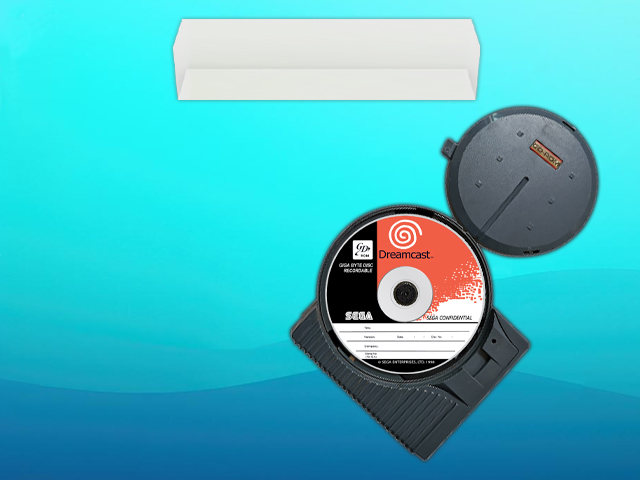 GD-ROM
GD
ROM
GIGA BYTE DISC
RECORDABLE
Dreamcast
SEGA
SEGA CONFIDENTIAL
Title
Version
Date
Disc No.
Company
© SEGA ENTERPRISES, LTD. 1998